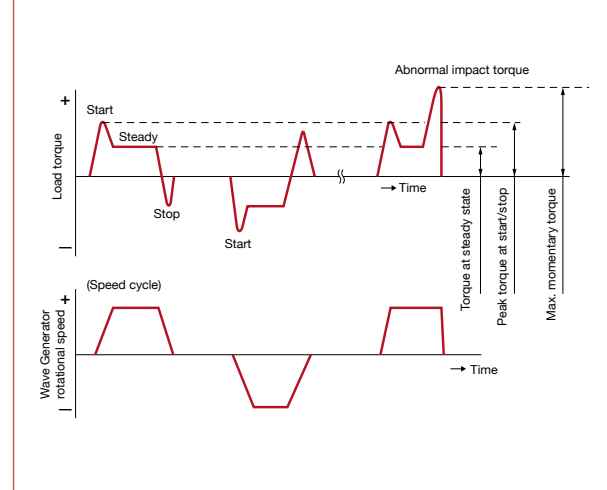 Abnormal impact torque
+
Start
Steady
Load torque
Time
Stop
Start
—
Torque at steady state
Peak torque at start/stop
Max. momentary torque
(Speed cycle)
+
Wave Generator
rotational speed
Time
—